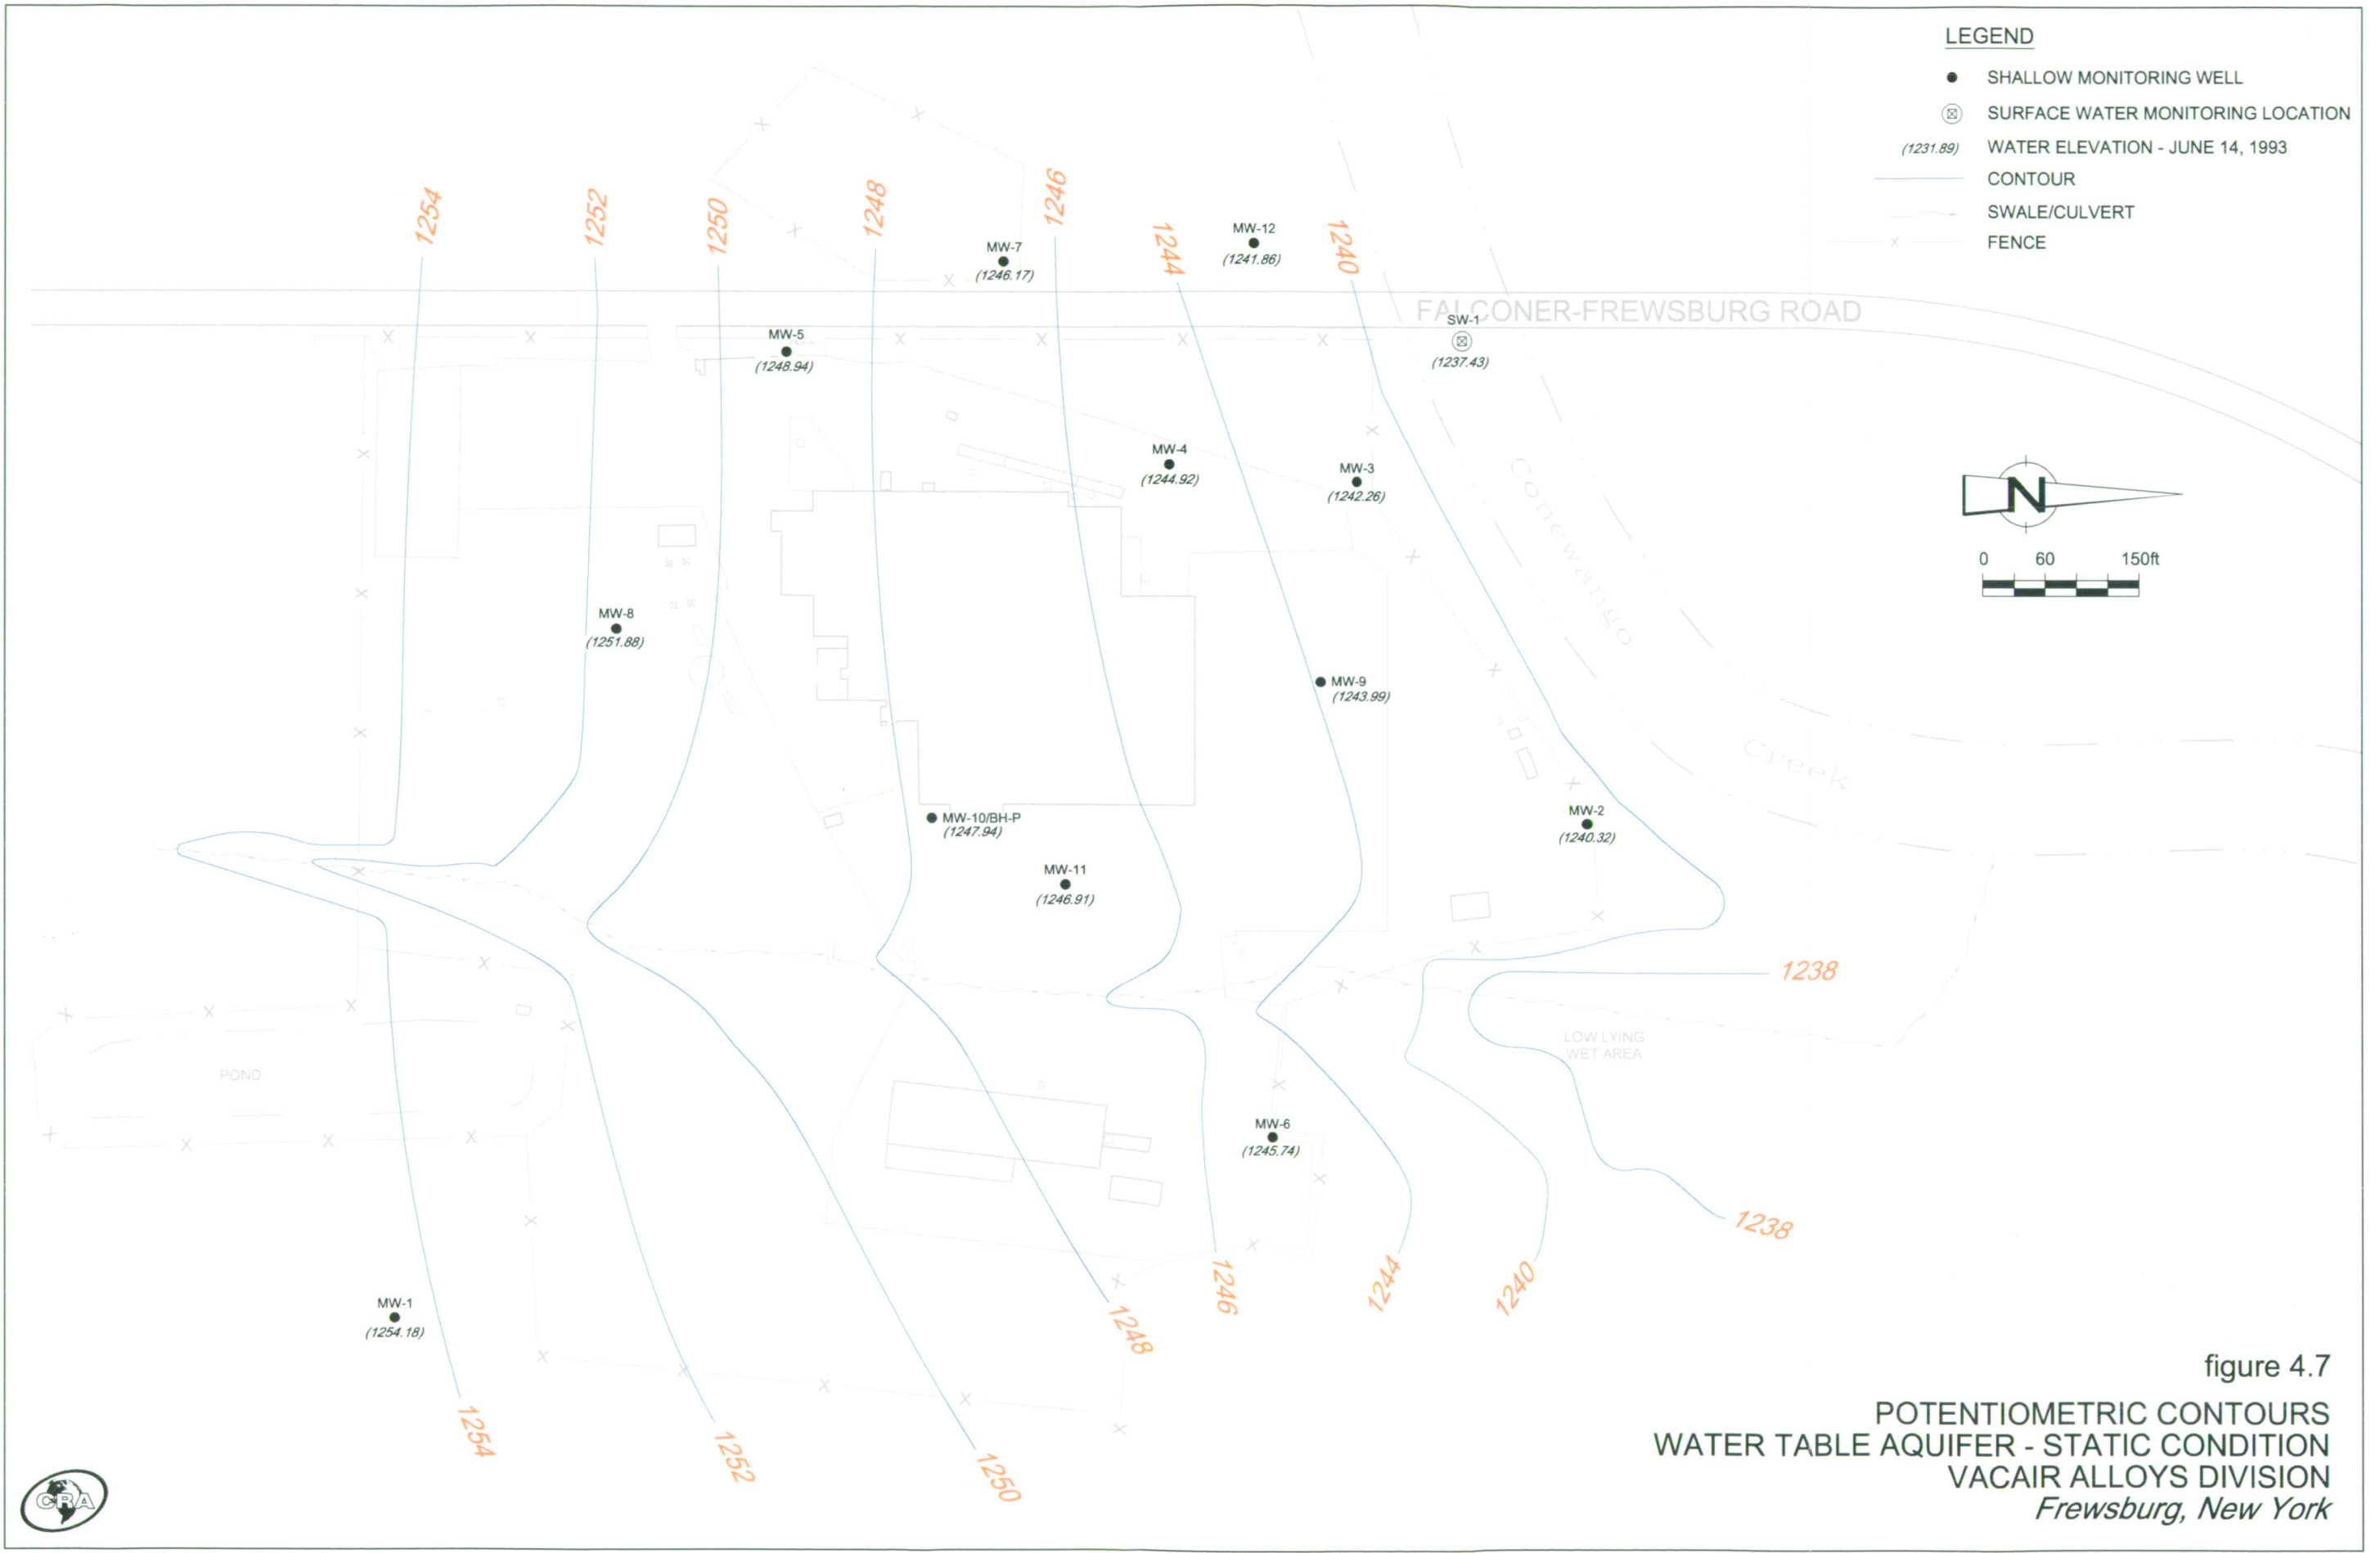 LEGEND
SHALLOW MONITORING WELL
SURFACE WATER MONITORING LOCATION
(1231.89) WATER ELEVATION - JUNE 14, 1993
CONTOUR
SWALE/CULVERT
X FENCE
1254
1252
1250
1248
1246
1244
1240
MW-7
(1246.17)
MW-12
(1241.86)
FALCONER-FREWSBURG ROAD
SW-1
(1237.43)
MW-5
(1248.94)
MW-4
(1244.92)
MW-3
(1242.26)
Conewango
Creek
N
0 60 150ft
MW-8
(1251.88)
MW-9
(1243.99)
MW-10/BH-P
(1247.94)
MW-2
(1240.32)
MW-11
(1246.91)
1238
LOW LYING
WET AREA
POND
MW-6
(1245.74)
1238
MW-1
(1254.18)
1254
1252
1250
1248
1246
1244
1240
figure 4.7
POTENTIOMETRIC CONTOURS
WATER TABLE AQUIFER - STATIC CONDITION
VACAIR ALLOYS DIVISION
Frewsburg, New York
CRA